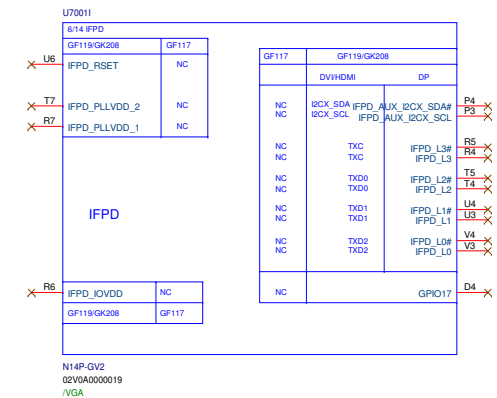 U7001I
6/14 IFPD
GF119/GK208 GF117
U6 IFPD_RSET NC
T7 IFPD_PLLVDD_2 NC
R7 IFPD_PLLVDD_1 NC
GF117 GF119/GK208
DVI/HDMI DP
NC I2CX_SDA IFPD_AUX_I2CX_SDA# P4
NC I2CX_SCL IFPD_AUX_I2CX_SCL P3
NC TXC IFPD_L3# R5
NC TXC IFPD_L3 R4
NC TXD0 IFPD_L2# T5
NC TXD0 IFPD_L2 T4
NC TXD1 IFPD_L1# U4
NC TXD1 IFPD_L1 U3
NC TXD2 IFPD_L0# V4
NC TXD2 IFPD_L0 V3
IFPD
R6 IFPD_IOVDD NC
GF119/GK208 GF117
NC GPIO17 D4
N14P-GV2
02V0A0000019
/VGA